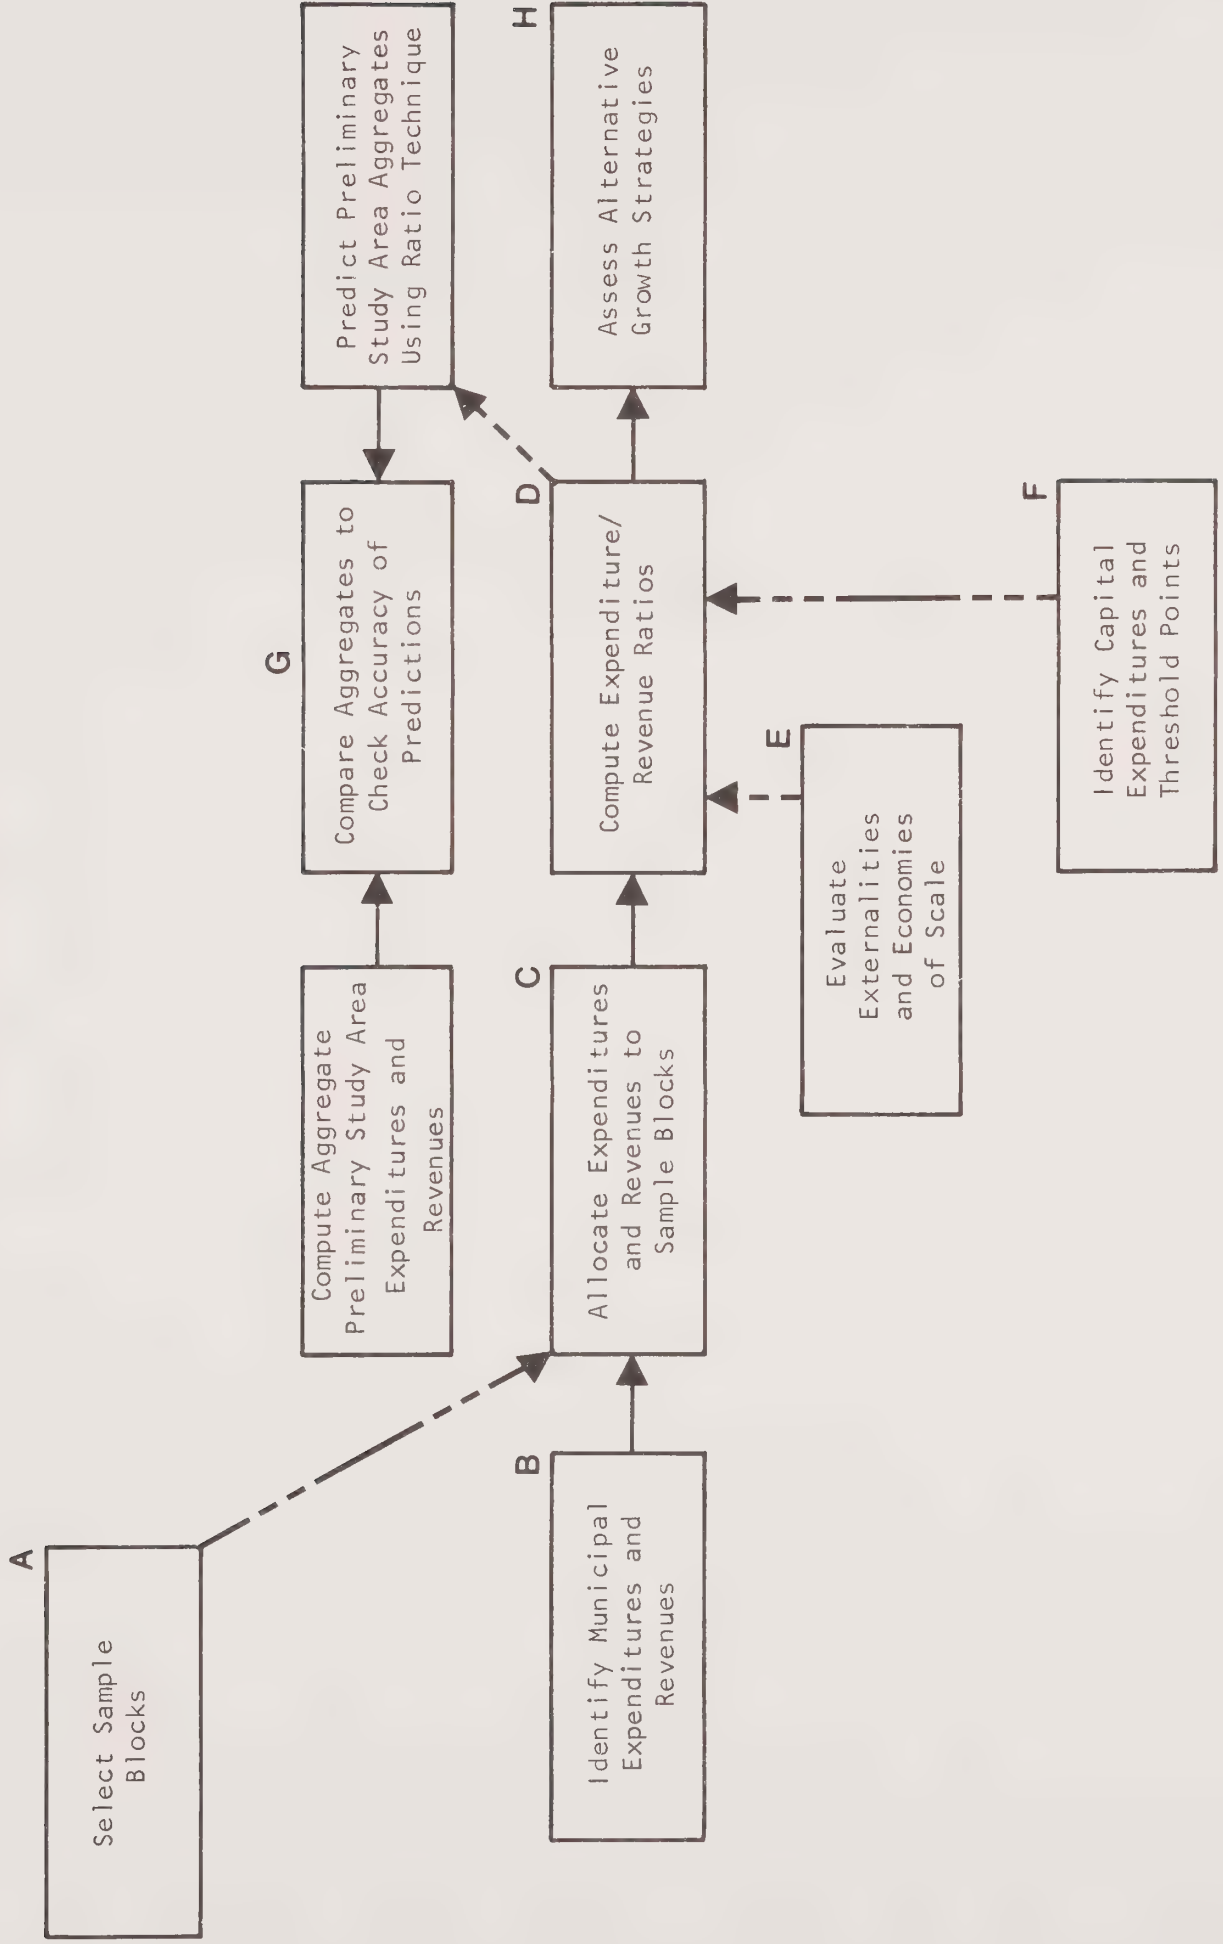 A
Select Sample
Blocks
B
Identify Municipal
Expenditures and
Revenues
Compute Aggregate
Preliminary Study Area
Expenditures and
Revenues
C
Allocate Expenditures
and Revenues to
Sample Blocks
G
Compare Aggregates to
Check Accuracy of
Predictions
D
Compute Expenditure/
Revenue Ratios
E
Evaluate
Externalities
and Economies
of Scale
F
Identify Capital
Expenditures and
Threshold Points
Predict Preliminary
Study Area Aggregates
Using Ratio Technique
H
Assess Alternative
Growth Strategies